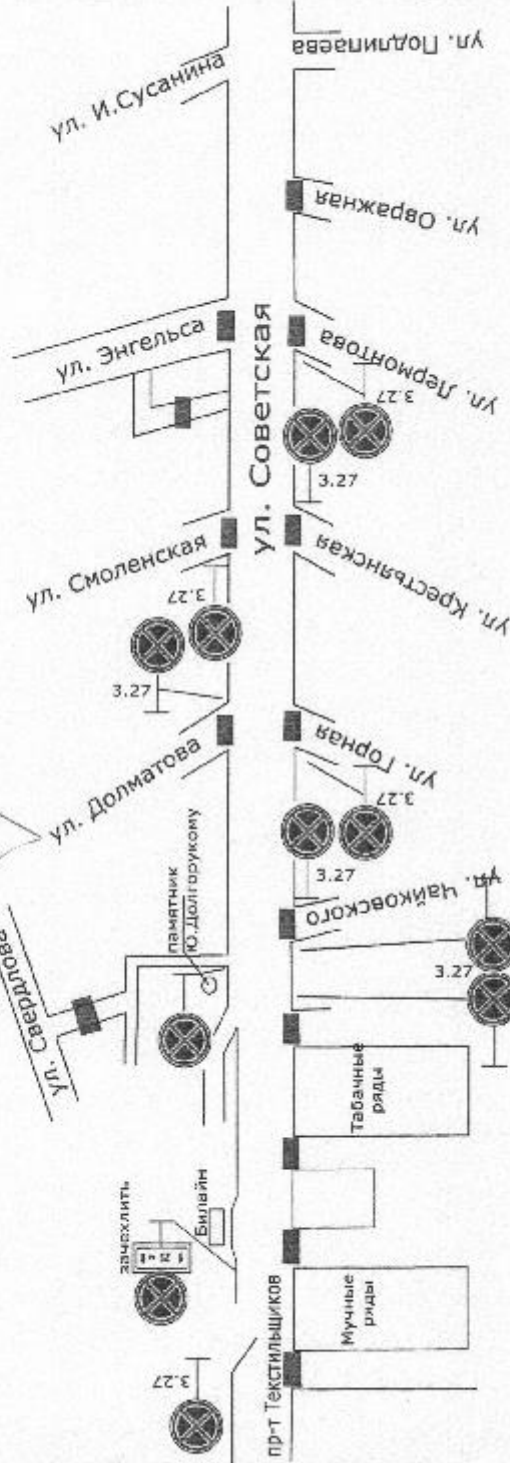 ул. И.Сусанина
ул. Подлипаева
ул. Овражная
ул. Энгельса
ул. Лермонтова
3.27
3.27
ул. Советская
ул. Смоленская
ул. Крестьянская
3.27
3.27
ул. Долматова
ул. Горная
3.27
3.27
ул. Чайковского
памятник
Ю.Долгорукому
3.27
ул. Свердлова
Табачные
ряды
зачехлить
Билайн
Мучные
ряды
пр-т Текстильщиков
3.27